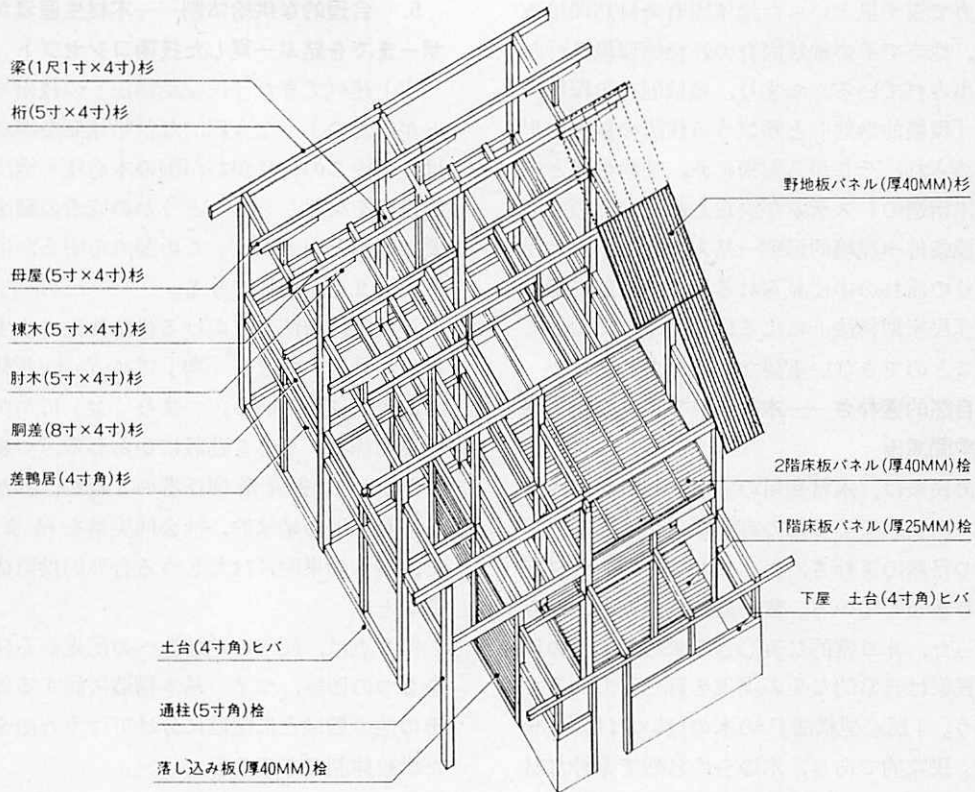 梁(1尺1寸×4寸)杉
桁(5寸×4寸)杉
母屋(5寸×4寸)杉
棟木(5寸×4寸)杉
肘木(5寸×4寸)杉
胴差(8寸×4寸)杉
差鴨居(4寸角)杉
土台(4寸角)ヒバ
通柱(5寸角)桧
落し込み板(厚40MM)桧
野地板パネル(厚40MM)杉
2階床板パネル(厚40MM)桧
1階床板パネル(厚25MM)桧
下屋 土台(4寸角)ヒバ